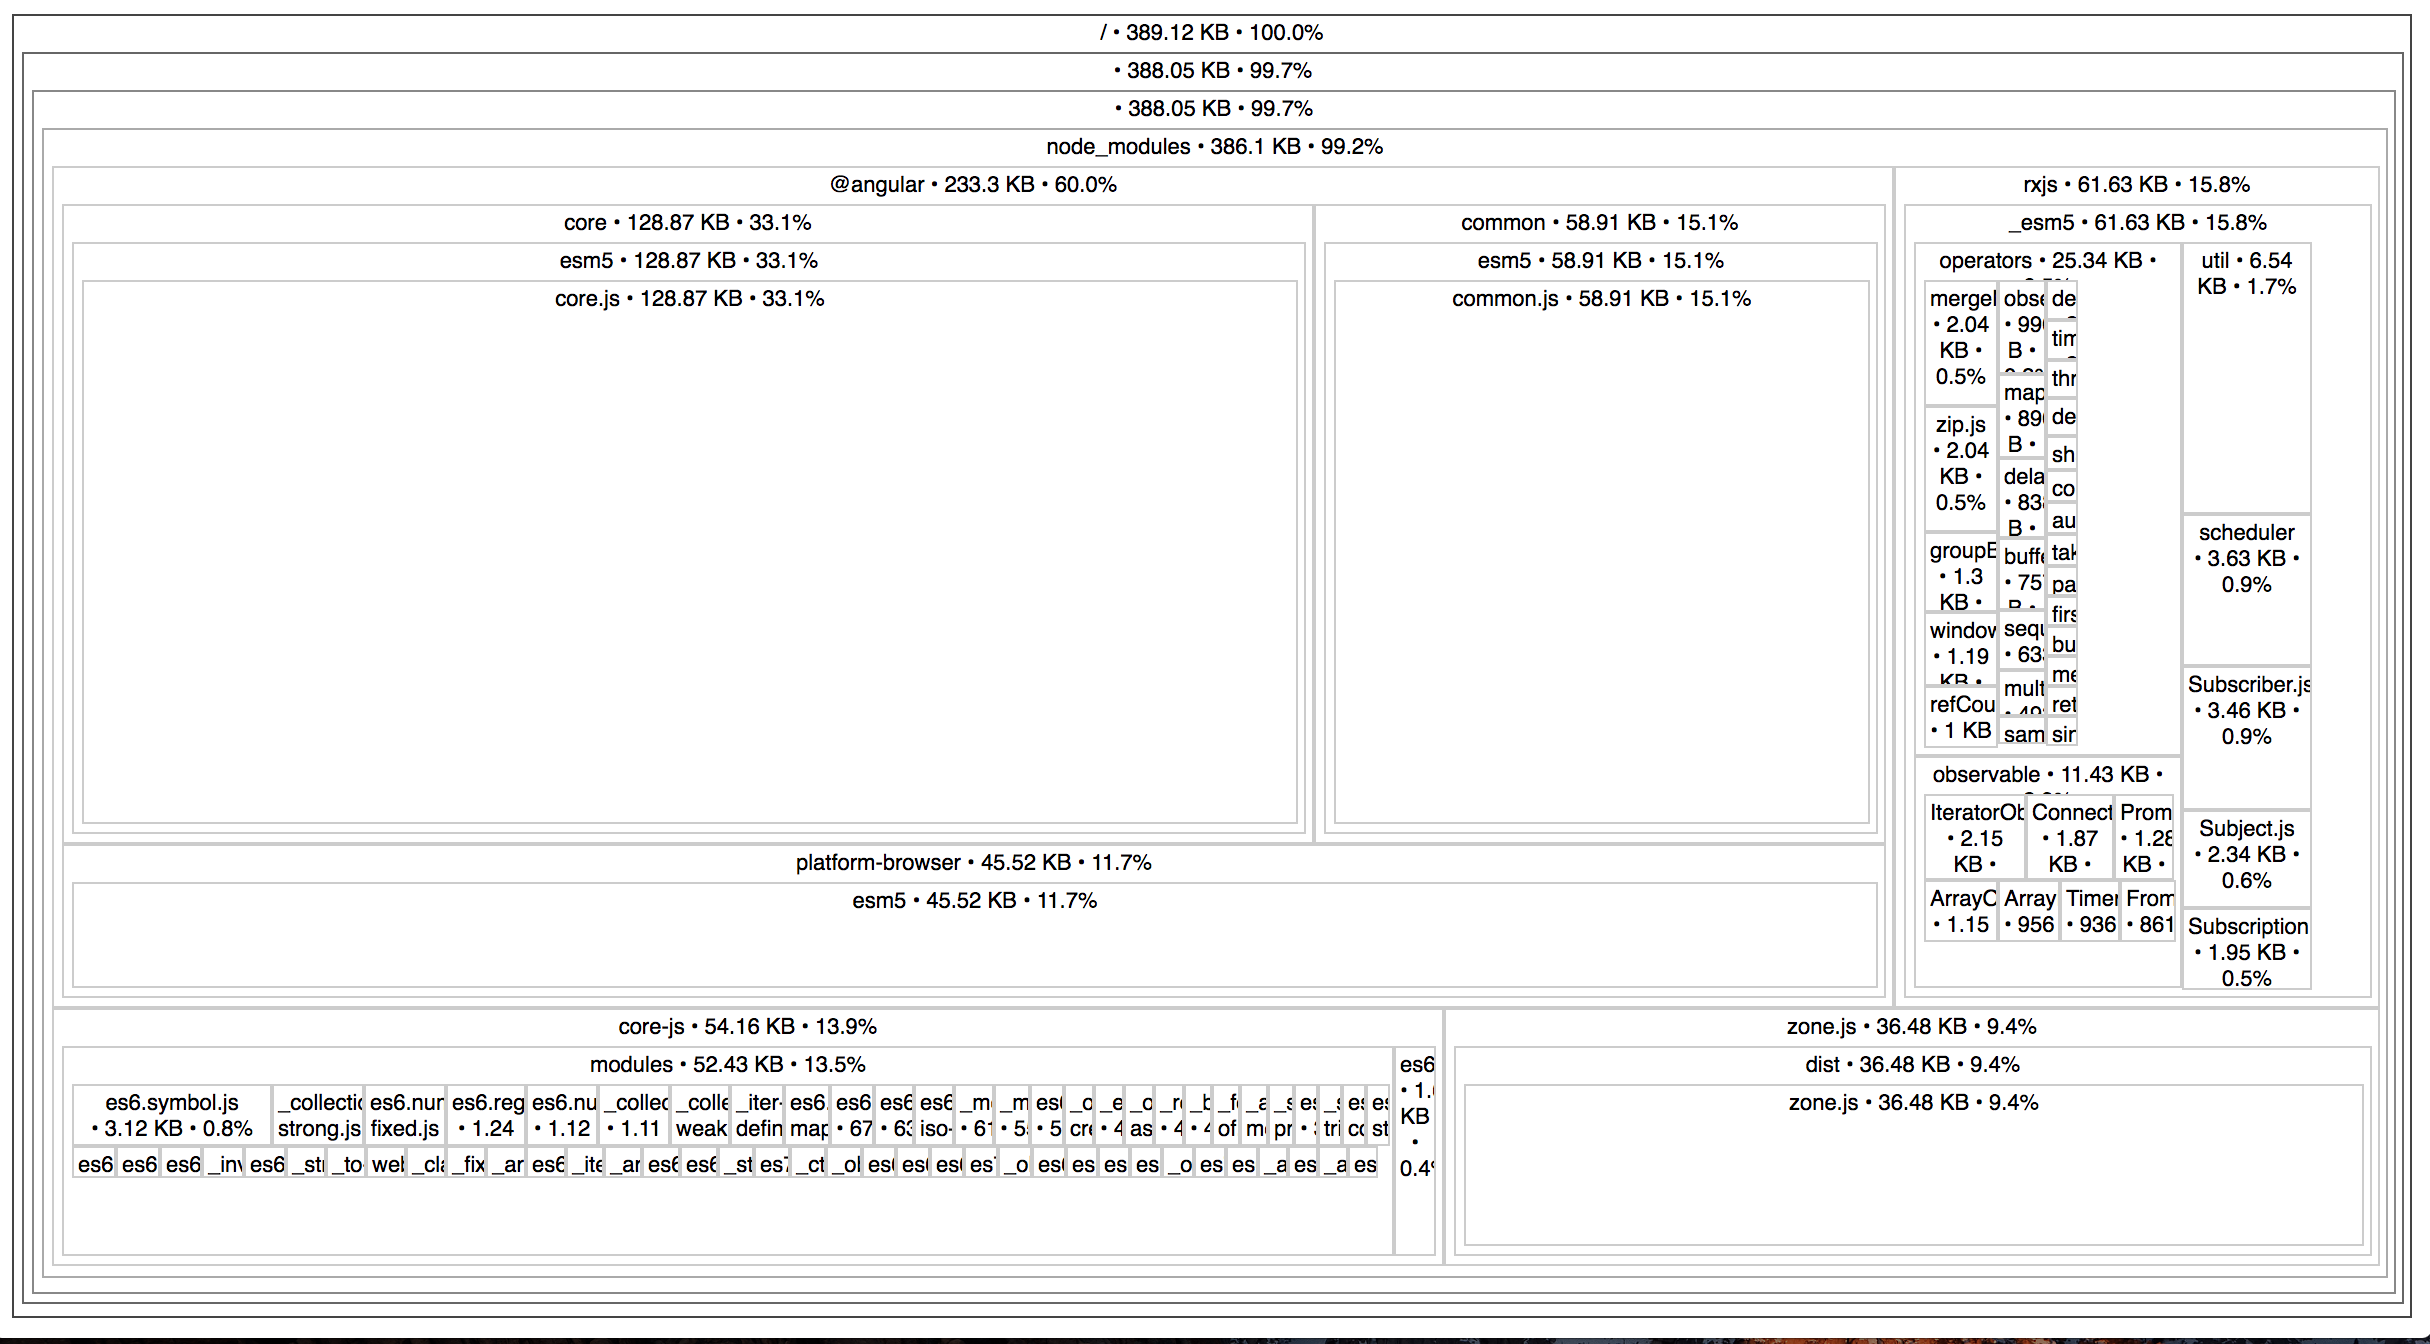 / • 389.12 KB • 100.0%
• 388.05 KB • 99.7%
• 388.05 KB • 99.7%
node_modules • 386.1 KB • 99.2%
@angular • 233.3 KB • 60.0%
core • 128.87 KB • 33.1%
esm5 • 128.87 KB • 33.1%
core.js • 128.87 KB • 33.1%
common • 58.91 KB • 15.1%
esm5 • 58.91 KB • 15.1%
common.js • 58.91 KB • 15.1%
platform-browser • 45.52 KB • 11.7%
esm5 • 45.52 KB • 11.7%
rxjs • 61.63 KB • 15.8%
_esm5 • 61.63 KB • 15.8%
operators • 25.34 KB •
mergeI
• 2.04
KB •
0.5%
zip.js
• 2.04
KB •
0.5%
group
• 1.3
KB •
window
• 1.19
KB •
refCou
• 1 KB
obse
• 99
B •
map
• 89
B •
dela
• 83
B •
buffe
• 75
B •
sequ
• 63
mult
• 49
sam
de
tim
thr
de
sh
co
au
tak
pa
firs
bu
me
ret
sin
util • 6.54
KB • 1.7%
scheduler
• 3.63 KB •
0.9%
Subscriber.js
• 3.46 KB •
0.9%
Subject.js
• 2.34 KB •
0.6%
Subscription
• 1.95 KB •
0.5%
observable • 11.43 KB •
IteratorOb
• 2.15
KB •
Connect
• 1.87
KB •
Prom
• 1.28
KB •
ArrayO
• 1.15
Array
• 956
Timer
• 936
From
• 861
core-js • 54.16 KB • 13.9%
modules • 52.43 KB • 13.5%
es6.symbol.js
• 3.12 KB • 0.8%
_collectio
strong.js
es6.num
fixed.js
es6.reg
• 1.24
es6.nu
• 1.12
_collec
• 1.11
_colle
weak
_iter-
defin
es6.
map
es6
• 67
es6
• 63
es6
iso-
_m
• 61
_m
• 5
es
• 5
_o
cre
_e
• 4
_o
as
_r
• 4
_b
• 4
_f
of
_a
m
_s
pr
es
_s
tri
es
co
es
st
es6
es6
es6
_inv
es6
_str
_to
wel
_cla
_fix
_ar
es6
_ite
_ar
es6
es6
_st
es7
_ct
_ol
es
es
es
es
_o
es
es
es
es
_o
es
es
_a
es
_a
es
es6
KB
•
0.4
zone.js • 36.48 KB • 9.4%
dist • 36.48 KB • 9.4%
zone.js • 36.48 KB • 9.4%